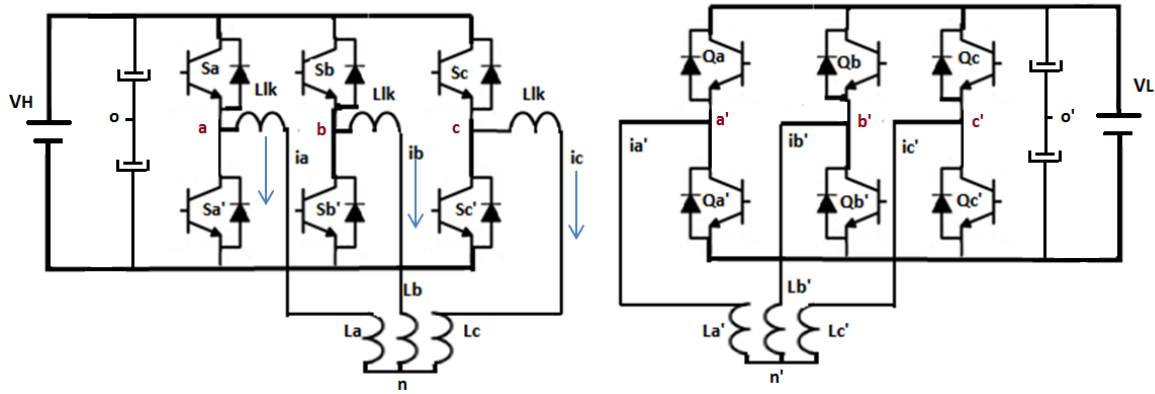 Sa Sb Sc Qa Qb Qc
Llk Llk Llk
VH VL
o o'
a b c a' b' c'
ia ib ic ia' ib' ic'
Sa' Sb' Sc' Qa' Qb' Qc'
Lb Lb'
La Lc La' Lc'
n n'